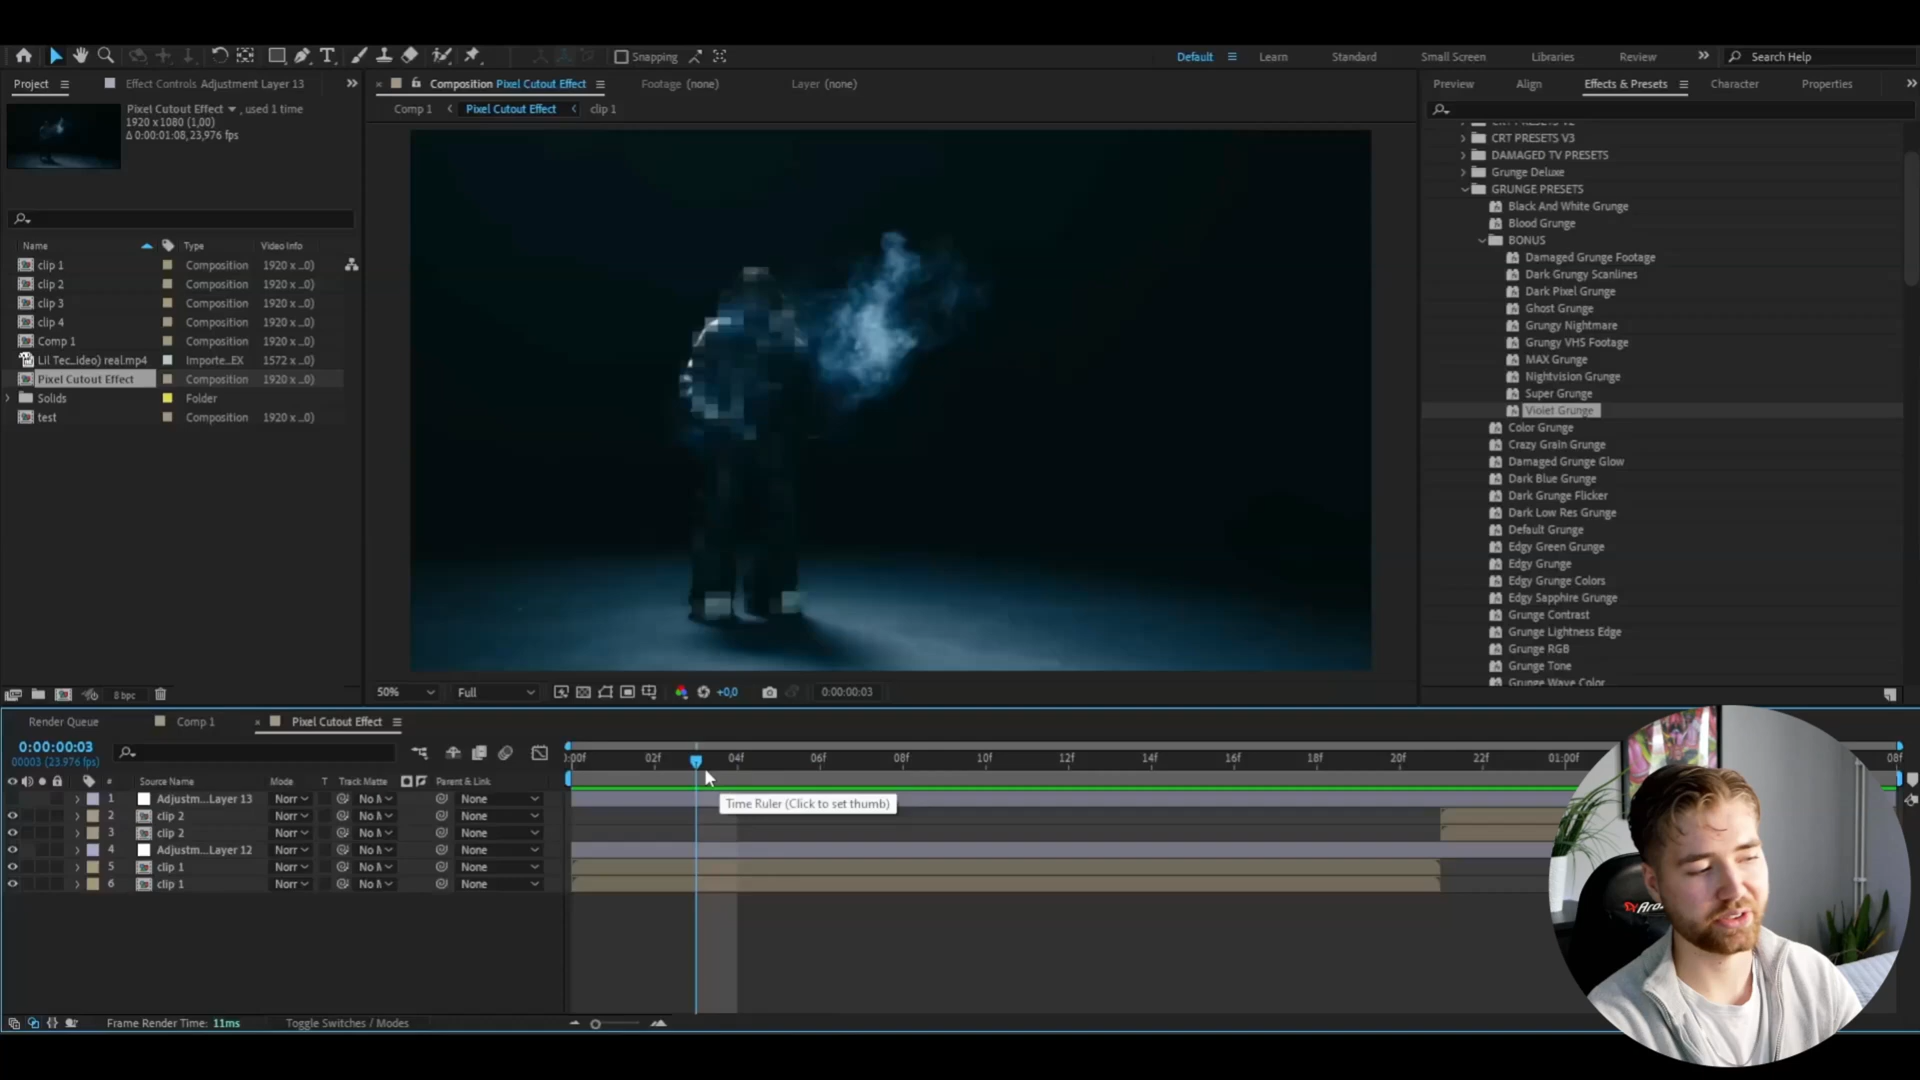 Snapping
Default
Learn
Standard
Small Screen
Libraries
Review
Search Help
Project
Effect Controls Adjustment Layer 13
Composition Pixel Cutout Effect
Footage (none)
Layer (none)
Preview
Align
Effects & Presets
Character
Properties
Pixel Cutout Effect , used 1 time
1920 x 1080 (1,00)
Δ 0:00:01:08, 23,976 fps
Comp 1
Pixel Cutout Effect
clip 1
CRT PRESETS V2
CRT PRESETS V3
DAMAGED TV PRESETS
Grunge Deluxe
GRUNGE PRESETS
Black And White Grunge
Blood Grunge
BONUS
Damaged Grunge Footage
Dark Grungy Scanlines
Dark Pixel Grunge
Ghost Grunge
Grungy Nightmare
Grungy VHS Footage
MAX Grunge
Nightvision Grunge
Super Grunge
Violet Grunge
Color Grunge
Crazy Grain Grunge
Damaged Grunge Glow
Dark Blue Grunge
Dark Grunge Flicker
Dark Low Res Grunge
Default Grunge
Edgy Green Grunge
Edgy Grunge
Edgy Grunge Colors
Edgy Sapphire Grunge
Grunge Contrast
Grunge Lightness Edge
Grunge RGB
Grunge Tone
Grunge Wave Color
Name Type Video Info
clip 1 Composition 1920 x ...0)
clip 2 Composition 1920 x ...0)
clip 3 Composition 1920 x ...0)
clip 4 Composition 1920 x ...0)
Comp 1 Composition 1920 x ...0)
Lil Tec...ideo) real.mp4 Importe...EX 1572 x ...0)
Pixel Cutout Effect Composition 1920 x ...0)
Solids Folder
test Composition 1920 x ...0)
8 bpc
50% Full +0,0 0:00:00:03
Render Queue
Comp 1
Pixel Cutout Effect
0:00:00:03
00003 (23.976 fps)
:00f 02f 04f 06f 08f 10f 12f 14f 16f 18f 20f 22f 01:00f 08f
# Source Name Mode T Track Matte Parent & Link
1 Adjustm...Layer 13 Norr No M None
2 clip 2 Norr No M None
3 clip 2 Norr No M None
4 Adjustm...Layer 12 Norr No M None
5 clip 1 Norr No M None
6 clip 1 Norr No M None
Time Ruler (Click to set thumb)
Frame Render Time: 11ms
Toggle Switches / Modes